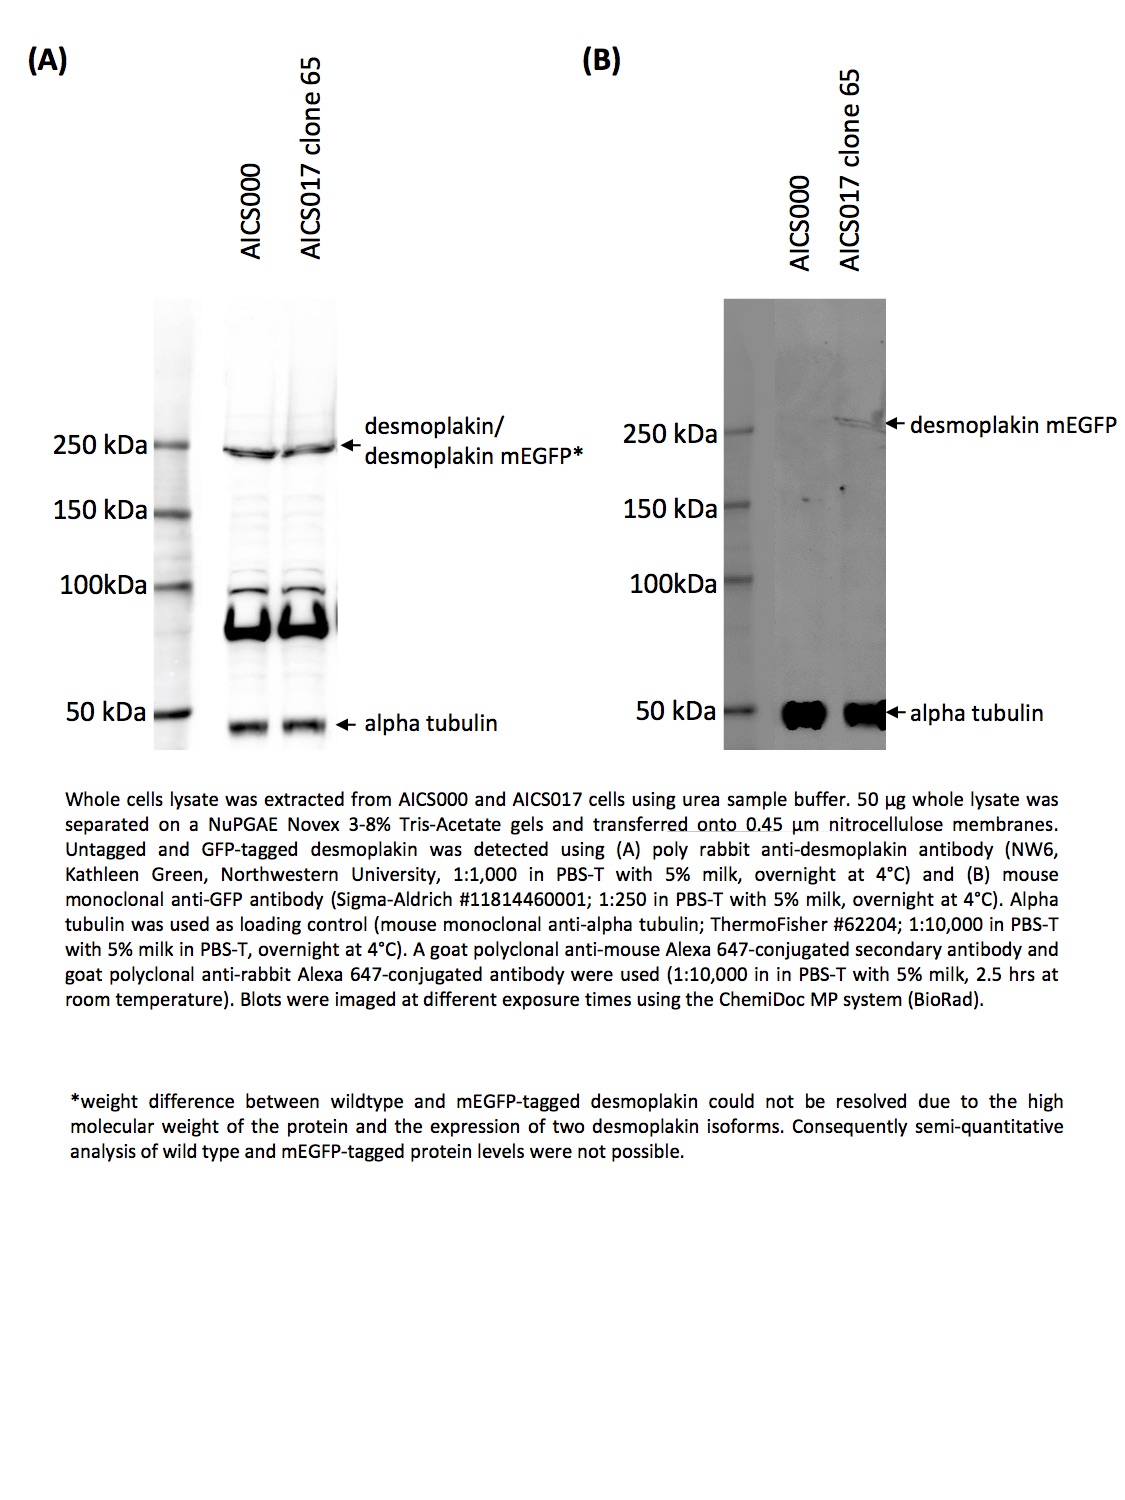 (A)
AICS000
AICS017 clone 65
250 kDa
150 kDa
100kDa
50 kDa
desmoplakin/
desmoplakin mEGFP*
alpha tubulin
(B)
AICS000
AICS017 clone 65
250 kDa
150 kDa
100kDa
50 kDa
desmoplakin mEGFP
alpha tubulin
Whole cells lysate was extracted from AICS000 and AICS017 cells using urea sample buffer. 50 µg whole lysate was
separated on a NuPGAE Novex 3-8% Tris-Acetate gels and transferred onto 0.45 µm nitrocellulose membranes.
Untagged and GFP-tagged desmoplakin was detected using (A) poly rabbit anti-desmoplakin antibody (NW6,
Kathleen Green, Northwestern University, 1:1,000 in PBS-T with 5% milk, overnight at 4°C) and (B) mouse
monoclonal anti-GFP antibody (Sigma-Aldrich #11814460001; 1:250 in PBS-T with 5% milk, overnight at 4°C). Alpha
tubulin was used as loading control (mouse monoclonal anti-alpha tubulin; ThermoFisher #62204; 1:10,000 in PBS-T
with 5% milk in PBS-T, overnight at 4°C). A goat polyclonal anti-mouse Alexa 647-conjugated secondary antibody and
goat polyclonal anti-rabbit Alexa 647-conjugated antibody were used (1:10,000 in in PBS-T with 5% milk, 2.5 hrs at
room temperature). Blots were imaged at different exposure times using the ChemiDoc MP system (BioRad).
*weight difference between wildtype and mEGFP-tagged desmoplakin could not be resolved due to the high
molecular weight of the protein and the expression of two desmoplakin isoforms. Consequently semi-quantitative
analysis of wild type and mEGFP-tagged protein levels were not possible.